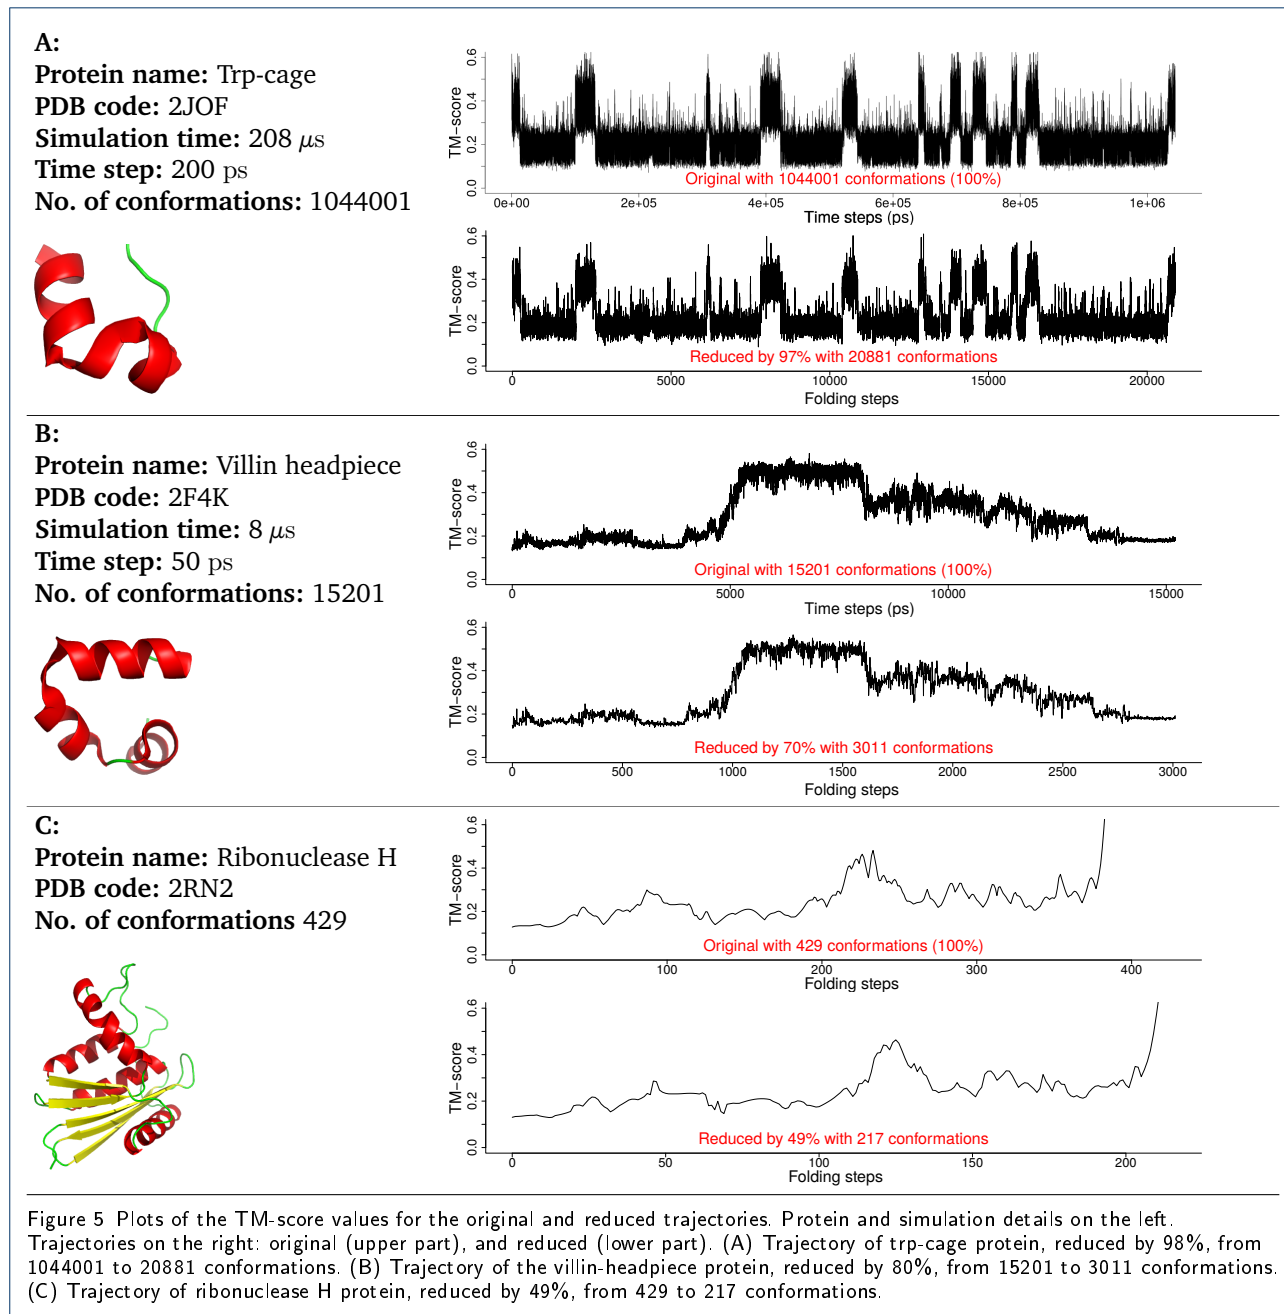 A:
Protein name: Trp-cage
PDB code: 2JOF
Simulation time: 208 μs
Time step: 200 ps
No. of conformations: 1044001
TM−score
0.0 0.2 0.4 0.6
Original with 1044001 conformations (100%)
0e+00 2e+05 4e+05 6e+05 8e+05 1e+06
Time steps (ps)
TM−score
0.0 0.2 0.4 0.6
Reduced by 97% with 20881 conformations
0 5000 10000 15000 20000
Folding steps
B:
Protein name: Villin headpiece
PDB code: 2F4K
Simulation time: 8 μs
Time step: 50 ps
No. of conformations: 15201
TM−score
0.0 0.2 0.4 0.6
Original with 15201 conformations (100%)
0 5000 10000 15000
Time steps (ps)
TM−score
0.0 0.2 0.4 0.6
Reduced by 70% with 3011 conformations
0 500 1000 1500 2000 2500 3000
Folding steps
C:
Protein name: Ribonuclease H
PDB code: 2RN2
No. of conformations 429
TM−score
0.0 0.2 0.4 0.6
Original with 429 conformations (100%)
0 100 200 300 400
Folding steps
TM−score
0.0 0.2 0.4 0.6
Reduced by 49% with 217 conformations
0 50 100 150 200
Folding steps
Figure 5 Plots of the TM-score values for the original and reduced trajectories. Protein and simulation details on the left.
Trajectories on the right: original (upper part), and reduced (lower part). (A) Trajectory of trp-cage protein, reduced by 98%, from
1044001 to 20881 conformations. (B) Trajectory of the villin-headpiece protein, reduced by 80%, from 15201 to 3011 conformations.
(C) Trajectory of ribonuclease H protein, reduced by 49%, from 429 to 217 conformations.